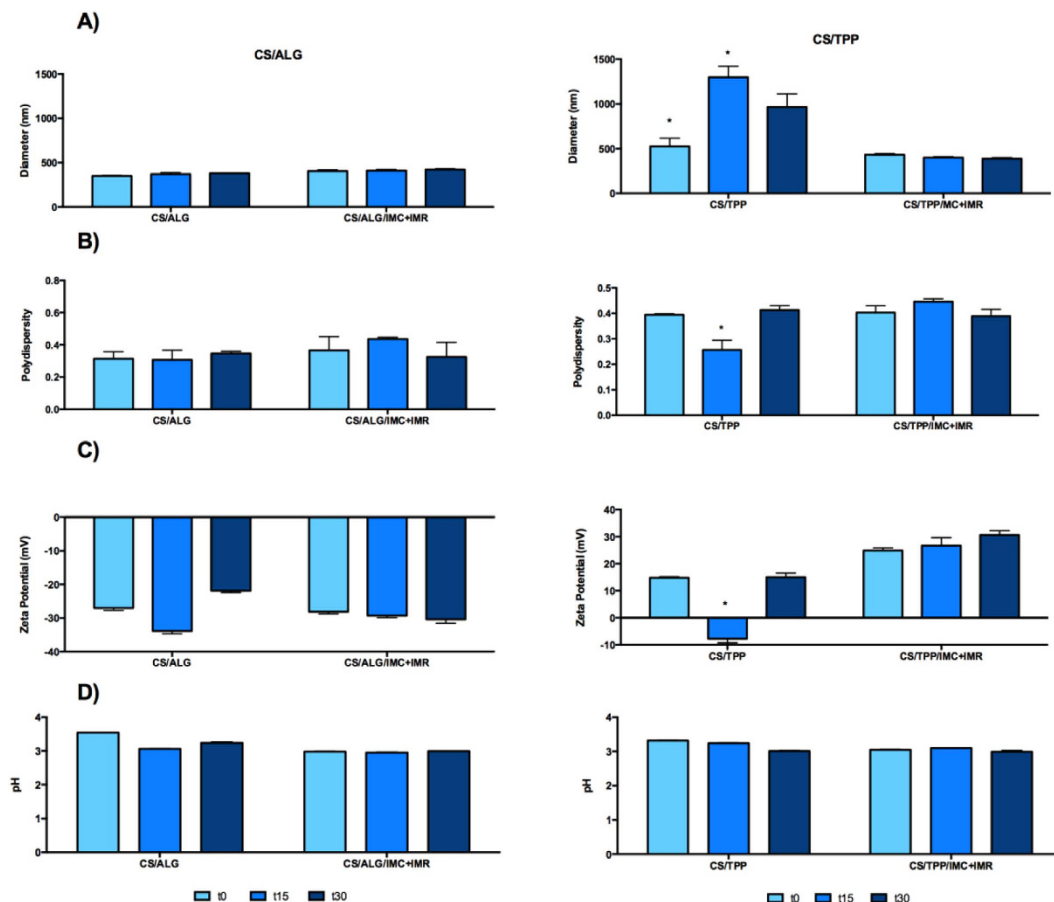 A)
CS/ALG
Diameter (nm)
1500
1000
500
0
CS/ALG
CS/ALG/IMC+IMR
CS/TPP
Diameter (nm)
1500
1000
500
0
*
*
CS/TPP
CS/TPP/MC+IMR
B)
Polydispersity
0.8
0.6
0.4
0.2
0.0
CS/ALG
CS/ALG/IMC+IMR
Polydispersity
0.5
0.4
0.3
0.2
0.1
0.0
*
CS/TPP
CS/TPP/IMC+IMR
C)
Zeta Potential (mV)
0
-10
-20
-30
-40
CS/ALG
CS/ALG/IMC+IMR
Zeta Potential (mV)
40
30
20
10
0
-10
*
CS/TPP
CS/TPP/IMC+IMR
D)
pH
4
3
2
1
0
CS/ALG
CS/ALG/IMC+IMR
pH
4
3
2
1
0
CS/TPP
CS/TPP/IMC+IMR
t0 t15 t30
t0 t15 t30